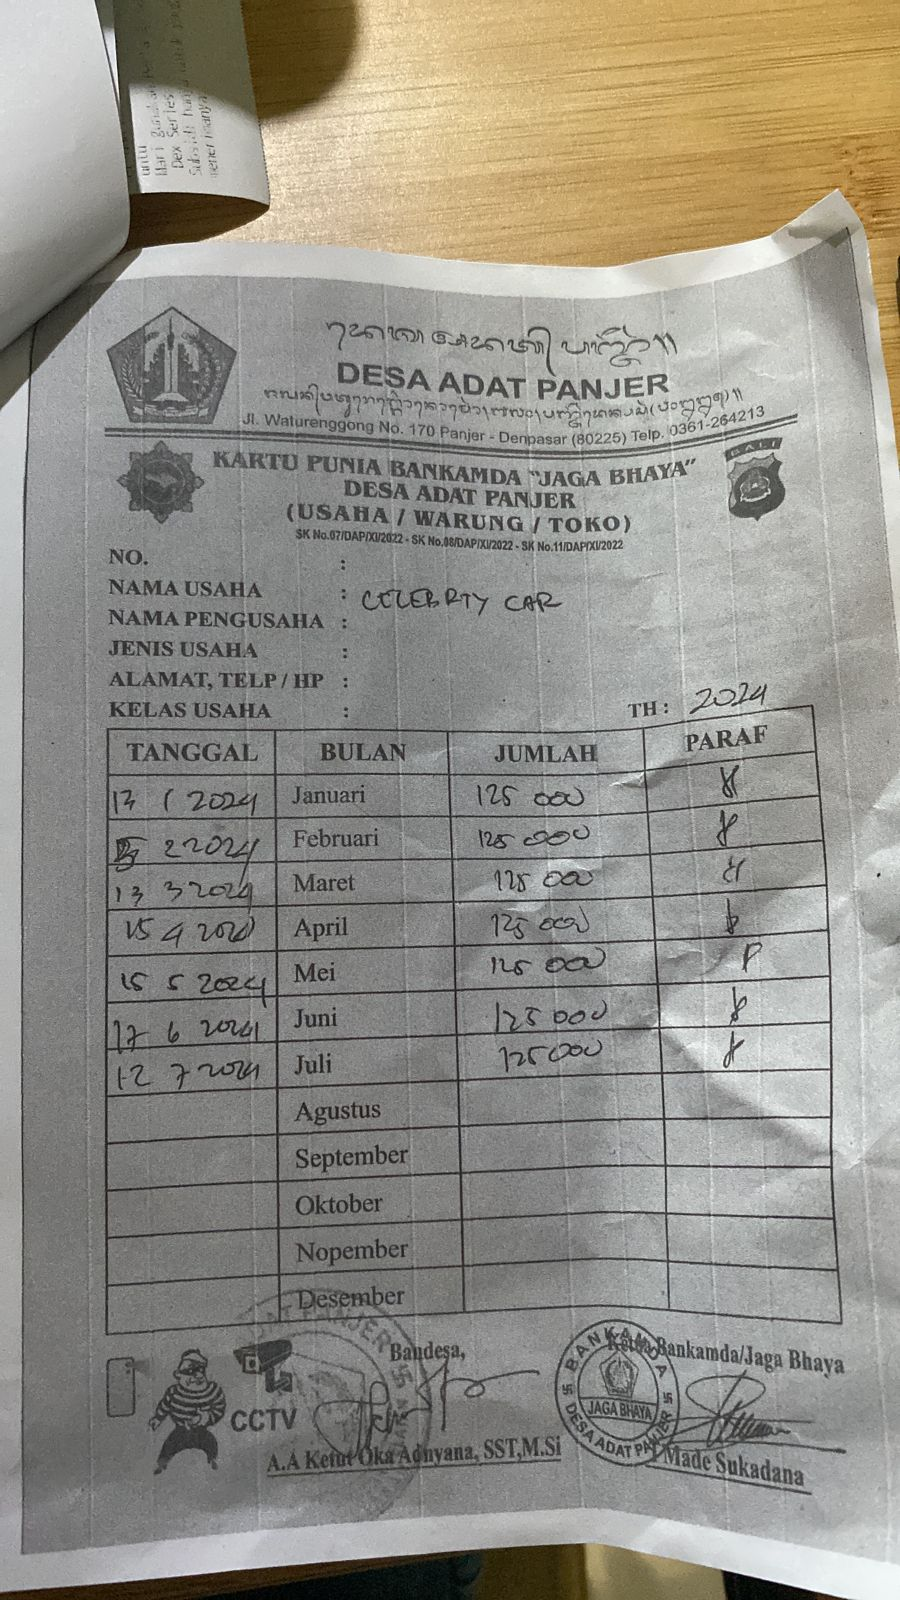 DESA ADAT PANJER
Jl. Waturenggong No. 170 Panjer - Denpasar (80225) Telp. 0361-264213
BALI
KARTU PUNIA BANKAMDA "JAGA BHAYA"
DESA ADAT PANJER
(USAHA / WARUNG / TOKO)
SK No.07/DAP/XI/2022 - SK No.08/DAP/XI/2022 - SK No.11/DAP/XI/2022
NO. :
NAMA USAHA : CELEBRTY CAR
NAMA PENGUSAHA :
JENIS USAHA :
ALAMAT, TELP / HP :
KELAS USAHA : TH : 2024
TANGGAL BULAN JUMLAH PARAF
13 1 2024 Januari 125 000
2 2024 Februari 125 000
13 3 2024 Maret 125 000
15 4 April 125 000
15 5 2024 Mei 125 000
17 6 2024 Juni 125 000
12 7 2024 Juli 125000
Agustus
September
Oktober
Nopember
Desember
Bandesa, Ketua Bankamda/Jaga Bhaya
CCTV
BANKAMDA
JAGA BHAYA
DESA ADAT PANJER
A.A Ketut Oka Adnyana, SST,M.Si
I Made Sukadana